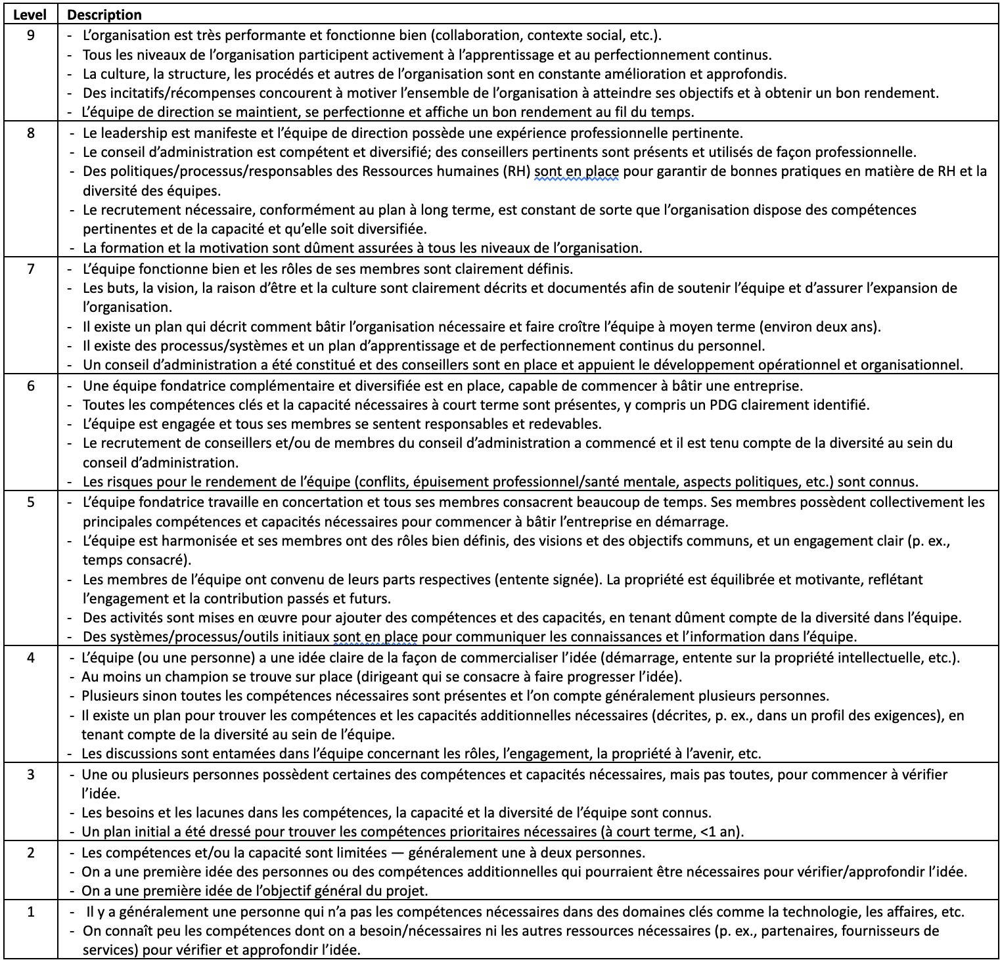 Level Description
9 - L’organisation est très performante et fonctionne bien (collaboration, contexte social, etc.).
- Tous les niveaux de l’organisation participent activement à l’apprentissage et au perfectionnement continus.
- La culture, la structure, les procédés et autres de l’organisation sont en constante amélioration et approfondis.
- Des incitatifs/récompenses concourent à motiver l’ensemble de l’organisation à atteindre ses objectifs et à obtenir un bon rendement.
- L’équipe de direction se maintient, se perfectionne et affiche un bon rendement au fil du temps.
8 - Le leadership est manifeste et l’équipe de direction possède une expérience professionnelle pertinente.
- Le conseil d’administration est compétent et diversifié; des conseillers pertinents sont présents et utilisés de façon professionnelle.
- Des politiques/processus/responsables des Ressources humaines (RH) sont en place pour garantir de bonnes pratiques en matière de RH et la
diversité des équipes.
- Le recrutement nécessaire, conformément au plan à long terme, est constant de sorte que l’organisation dispose des compétences
pertinentes et de la capacité et qu’elle soit diversifiée.
- La formation et la motivation sont dûment assurées à tous les niveaux de l’organisation.
7 - L’équipe fonctionne bien et les rôles de ses membres sont clairement définis.
- Les buts, la vision, la raison d’être et la culture sont clairement décrits et documentés afin de soutenir l’équipe et d’assurer l’expansion de
l’organisation.
- Il existe un plan qui décrit comment bâtir l’organisation nécessaire et faire croître l’équipe à moyen terme (environ deux ans).
- Il existe des processus/systèmes et un plan d’apprentissage et de perfectionnement continus du personnel.
- Un conseil d’administration a été constitué et des conseillers sont en place et appuient le développement opérationnel et organisationnel.
6 - Une équipe fondatrice complémentaire et diversifiée est en place, capable de commencer à bâtir une entreprise.
- Toutes les compétences clés et la capacité nécessaires à court terme sont présentes, y compris un PDG clairement identifié.
- L’équipe est engagée et tous ses membres se sentent responsables et redevables.
- Le recrutement de conseillers et/ou de membres du conseil d’administration a commencé et il est tenu compte de la diversité au sein du
conseil d’administration.
- Les risques pour le rendement de l’équipe (conflits, épuisement professionnel/santé mentale, aspects politiques, etc.) sont connus.
5 - L’équipe fondatrice travaille en concertation et tous ses membres consacrent beaucoup de temps. Ses membres possèdent collectivement les
principales compétences et capacités nécessaires pour commencer à bâtir l’entreprise en démarrage.
- L’équipe est harmonisée et ses membres ont des rôles bien définis, des visions et des objectifs communs, et un engagement clair (p. ex.,
temps consacré).
- Les membres de l’équipe ont convenu de leurs parts respectives (entente signée). La propriété est équilibrée et motivante, reflétant
l’engagement et la contribution passés et futurs.
- Des activités sont mises en œuvre pour ajouter des compétences et des capacités, en tenant dûment compte de la diversité dans l’équipe.
- Des systèmes/processus/outils initiaux sont en place pour communiquer les connaissances et l’information dans l’équipe.
4 - L’équipe (ou une personne) a une idée claire de la façon de commercialiser l’idée (démarrage, entente sur la propriété intellectuelle, etc.).
- Au moins un champion se trouve sur place (dirigeant qui se consacre à faire progresser l’idée).
- Plusieurs sinon toutes les compétences nécessaires sont présentes et l’on compte généralement plusieurs personnes.
- Il existe un plan pour trouver les compétences et les capacités additionnelles nécessaires (décrites, p. ex., dans un profil des exigences), en
tenant compte de la diversité au sein de l’équipe.
- Les discussions sont entamées dans l’équipe concernant les rôles, l’engagement, la propriété à l’avenir, etc.
3 - Une ou plusieurs personnes possèdent certaines des compétences et capacités nécessaires, mais pas toutes, pour commencer à vérifier
l’idée.
- Les besoins et les lacunes dans les compétences, la capacité et la diversité de l’équipe sont connus.
- Un plan initial a été dressé pour trouver les compétences prioritaires nécessaires (à court terme, <1 an).
2 - Les compétences et/ou la capacité sont limitées — généralement une à deux personnes.
- On a une première idée des personnes ou des compétences additionnelles qui pourraient être nécessaires pour vérifier/approfondir l’idée.
- On a une première idée de l’objectif général du projet.
1 - Il y a généralement une personne qui n’a pas les compétences nécessaires dans des domaines clés comme la technologie, les affaires, etc.
- On connaît peu les compétences dont on a besoin/nécessaires ni les autres ressources nécessaires (p. ex., partenaires, fournisseurs de
services) pour vérifier et approfondir l’idée.